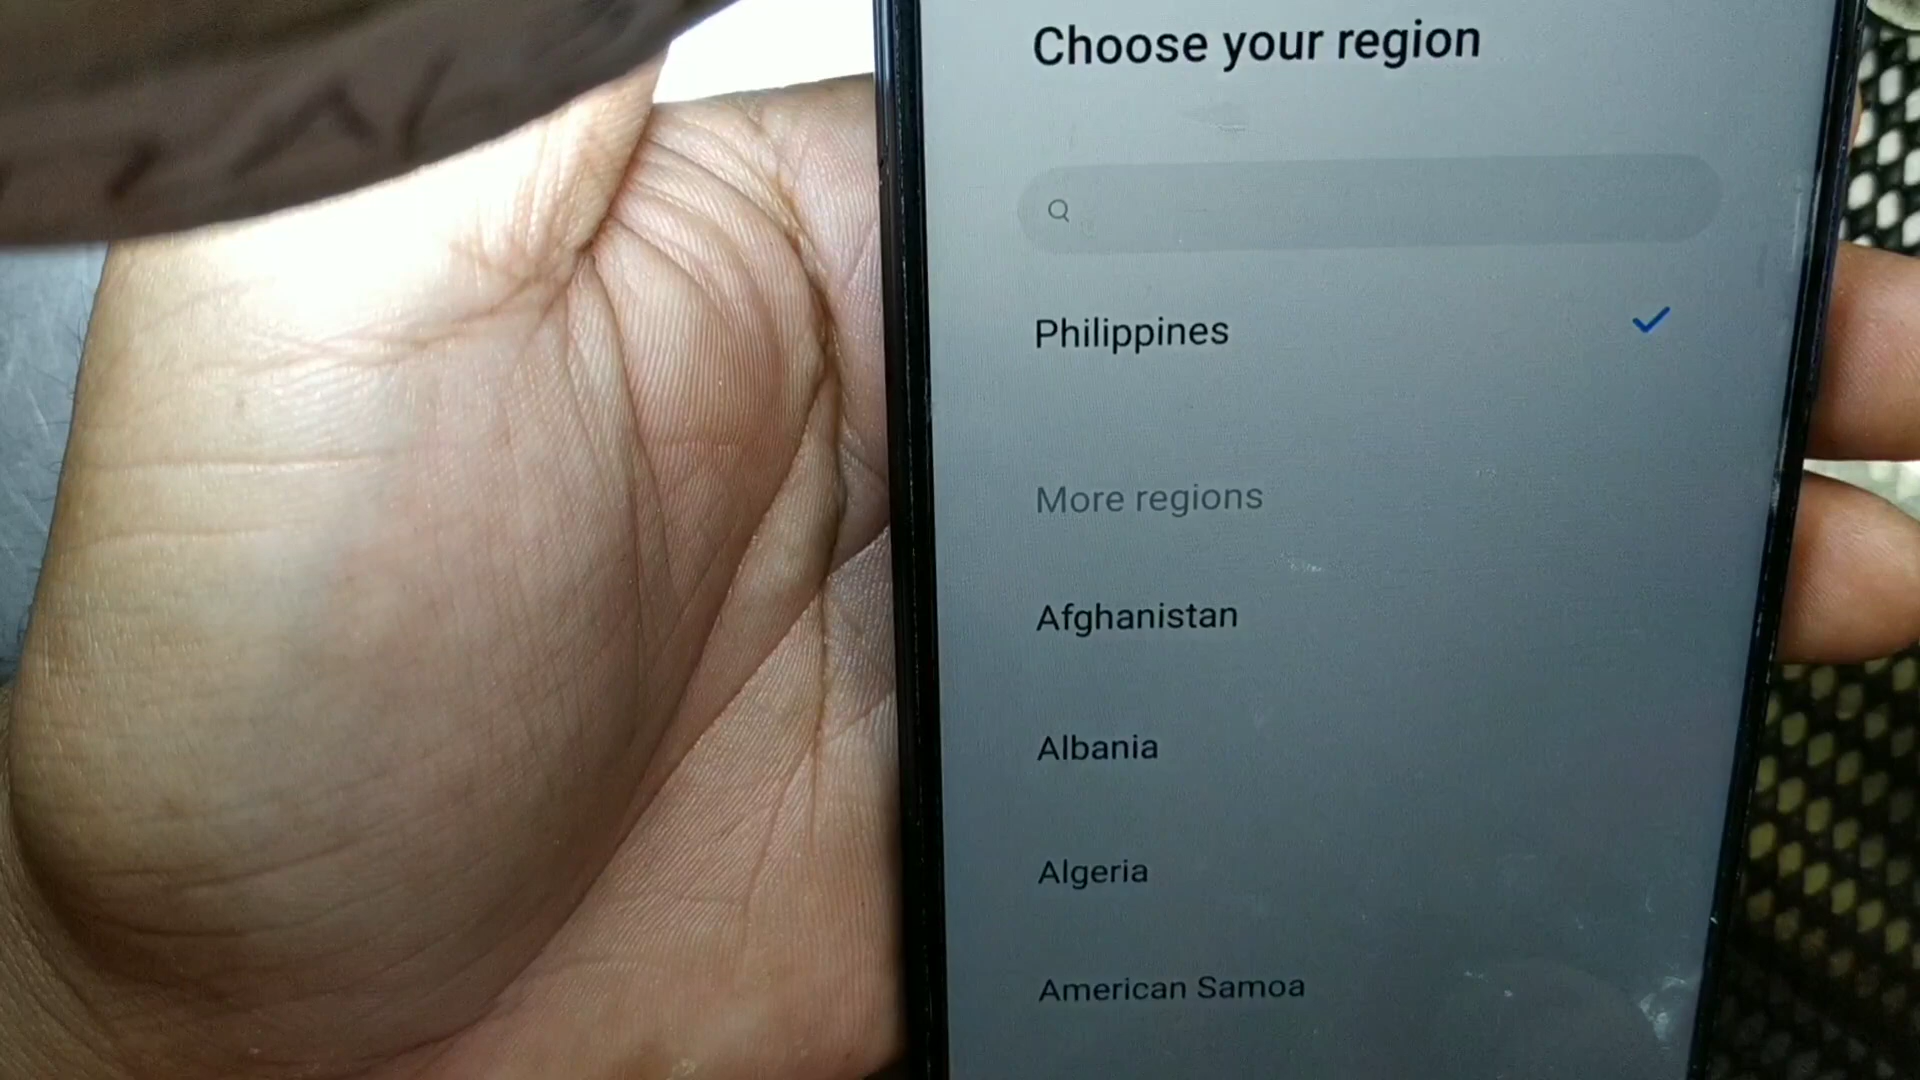 Choose your region
Philippines
More regions
Afghanistan
Albania
Algeria
American Samoa